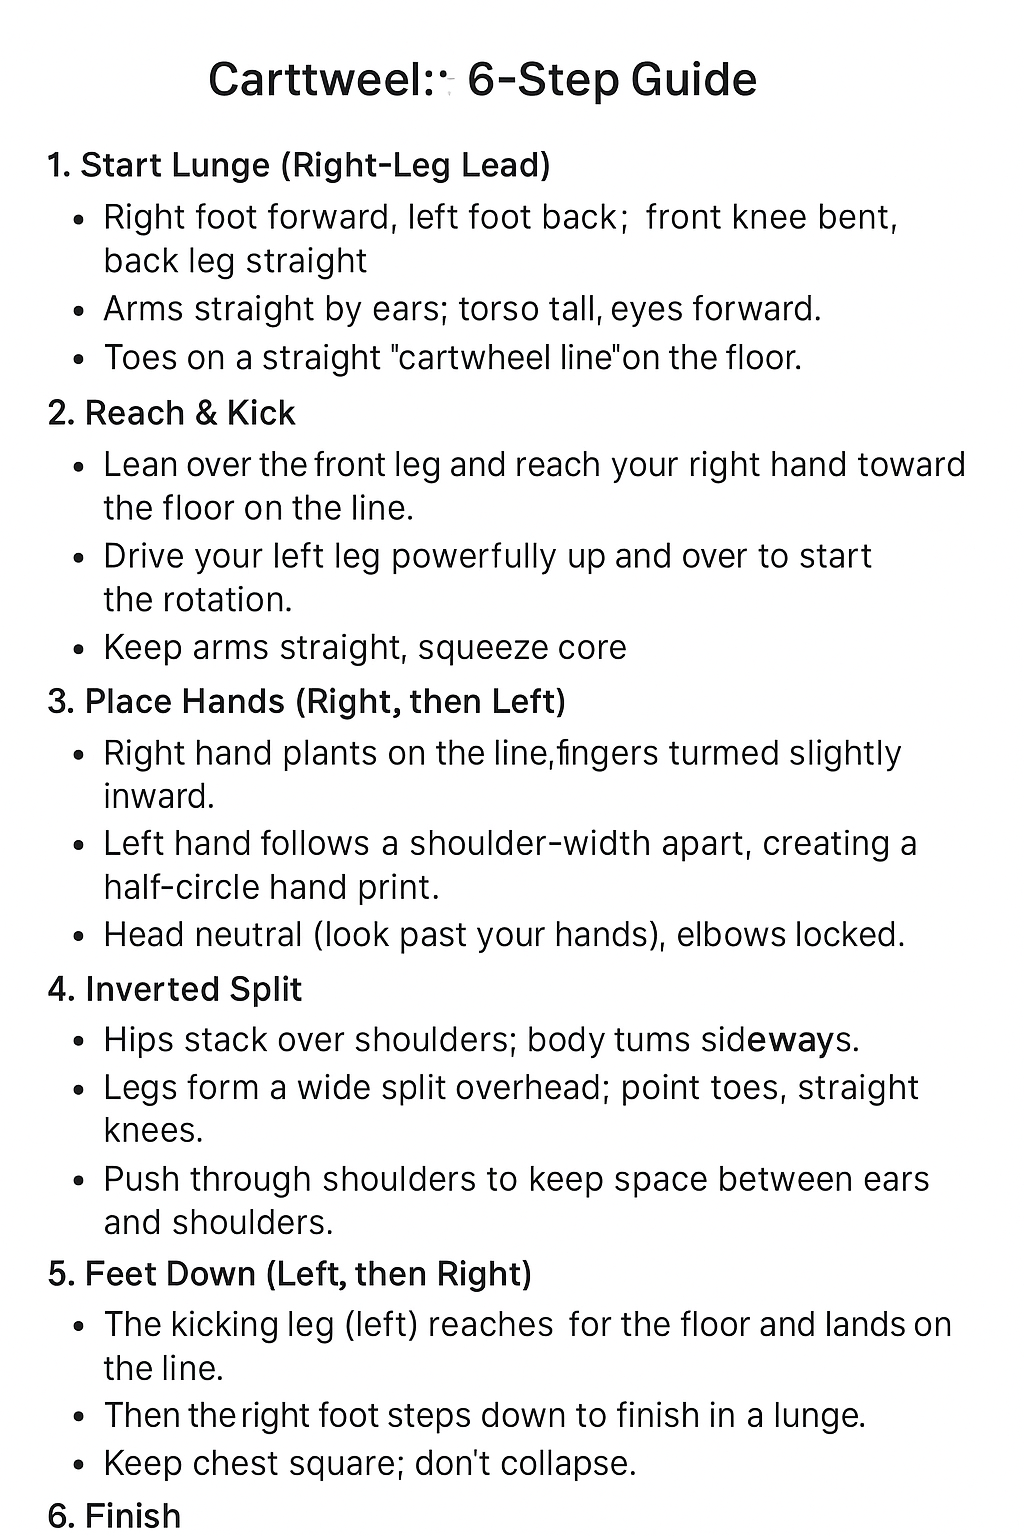 Carttweel:: 6-Step Guide
1. Start Lunge (Right-Leg Lead)
• Right foot forward, left foot back; front knee bent,
back leg straight
• Arms straight by ears; torso tall, eyes forward.
• Toes on a straight "cartwheel line"on the floor.
2. Reach & Kick
• Lean over the front leg and reach your right hand toward
the floor on the line.
• Drive your left leg powerfully up and over to start
the rotation.
• Keep arms straight, squeeze core
3. Place Hands (Right, then Left)
• Right hand plants on the line,fingers turmed slightly
inward.
• Left hand follows a shoulder-width apart, creating a
half-circle hand print.
• Head neutral (look past your hands), elbows locked.
4. Inverted Split
• Hips stack over shoulders; body tums sideways.
• Legs form a wide split overhead; point toes, straight
knees.
• Push through shoulders to keep space between ears
and shoulders.
5. Feet Down (Left, then Right)
• The kicking leg (left) reaches for the floor and lands on
the line.
• Then the right foot steps down to finish in a lunge.
• Keep chest square; don't collapse.
6. Finish